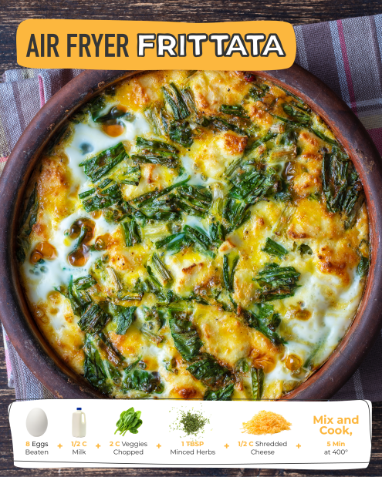 AIR FRYER FRITTATA
8 Eggs
Beaten
+
1/2 C
Milk
+
2 C Veggies
Chopped
+
1 TBSP
Minced Herbs
+
1/2 C Shredded
Cheese
+
Mix and
Cook,
5 Min
at 400°